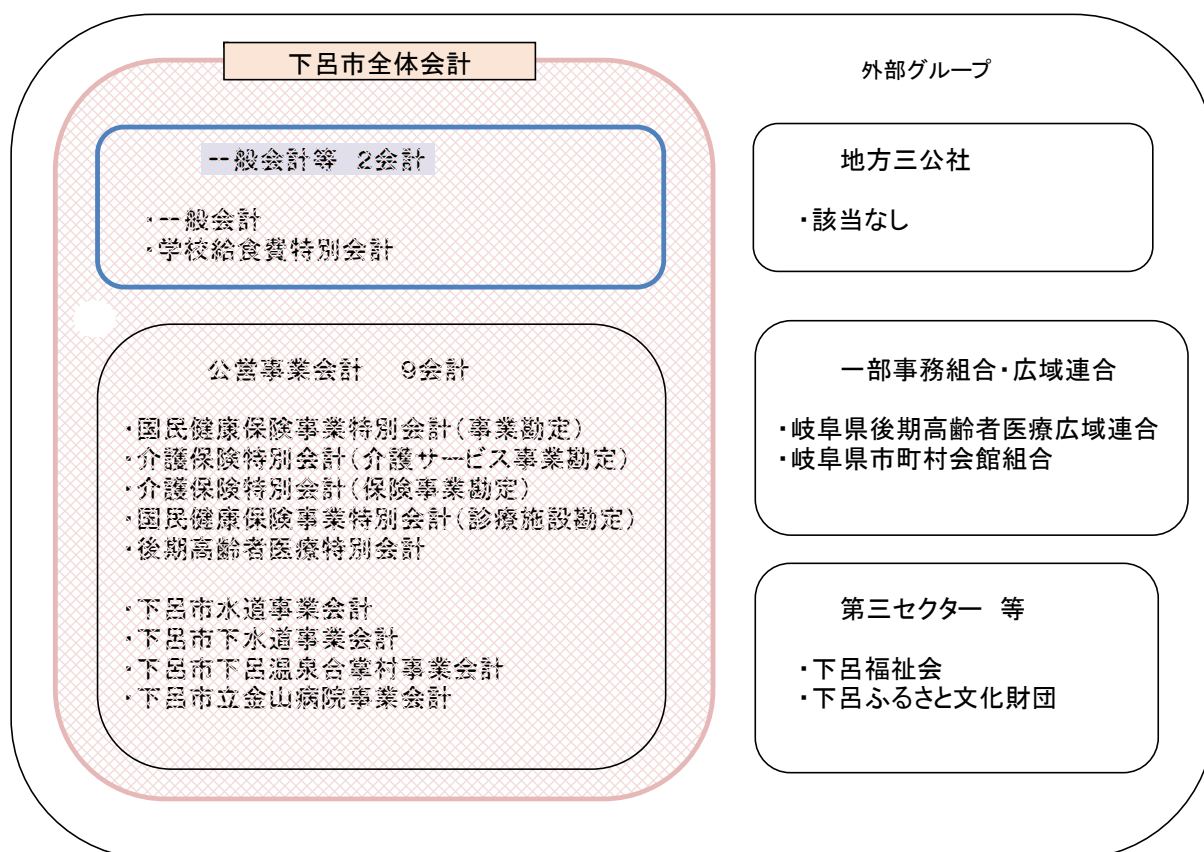 下呂市全体会計
一般会計等 2会計
・一般会計
・学校給食費特別会計
公営事業会計 9会計
・国民健康保険事業特別会計(事業勘定)
・介護保険特別会計(介護サービス事業勘定)
・介護保険特別会計(保険事業勘定)
・国民健康保険事業特別会計(診療施設勘定)
・後期高齢者医療特別会計
・下呂市水道事業会計
・下呂市下水道事業会計
・下呂市下呂温泉合掌村事業会計
・下呂市立金山病院事業会計
外部グループ
地方三公社
・該当なし
一部事務組合・広域連合
・岐阜県後期高齢者医療広域連合
・岐阜県市町村会館組合
第三セクター 等
・下呂福祉会
・下呂ふるさと文化財団